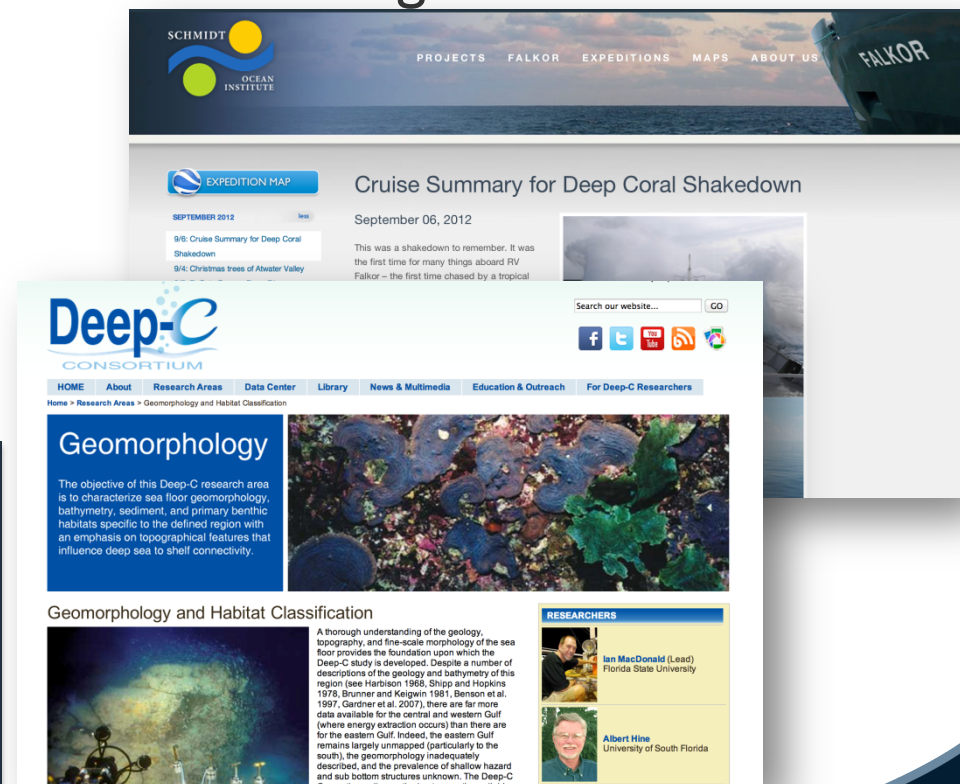 SCHMIDT
OCEAN
INSTITUTE
PROJECTS FALKOR EXPEDITIONS MAPS ABOUT US
FALKOR
EXPEDITION MAP
SEPTEMBER 2012 less
9/6: Cruise Summary for Deep Coral
Shakedown
9/4: Christmas trees of Atwater Valley
Cruise Summary for Deep Coral Shakedown
September 06, 2012
This was a shakedown to remember. It was
the first time for many things aboard RV
Falkor – the first time chased by a tropical
Deep-C
CONSORTIUM
Search our website... GO
You
Tube
HOME About Research Areas Data Center Library News & Multimedia Education & Outreach For Deep-C Researchers
Home > Research Areas > Geomorphology and Habitat Classification
Geomorphology
The objective of this Deep-C research area
is to characterize sea floor geomorphology,
bathymetry, sediment, and primary benthic
habitats specific to the defined region with
an emphasis on topographical features that
influence deep sea to shelf connectivity.
Geomorphology and Habitat Classification
A thorough understanding of the geology,
topography, and fine-scale morphology of the sea
floor provides the foundation upon which the
Deep-C study is developed. Despite a number of
descriptions of the geology and bathymetry of this
region (see Harbison 1968, Shipp and Hopkins
1978, Brunner and Keigwin 1981, Benson et al.
1997, Gardner et al. 2007), there are far more
data available for the central and western Gulf
(where energy extraction occurs) than there are
for the eastern Gulf. Indeed, the eastern Gulf
remains largely unmapped (particularly to the
south), the geomorphology inadequately
described, and the prevalence of shallow hazard
and sub bottom structures unknown. The Deep-C
RESEARCHERS
Ian MacDonald (Lead)
Florida State University
Albert Hine
University of South Florida